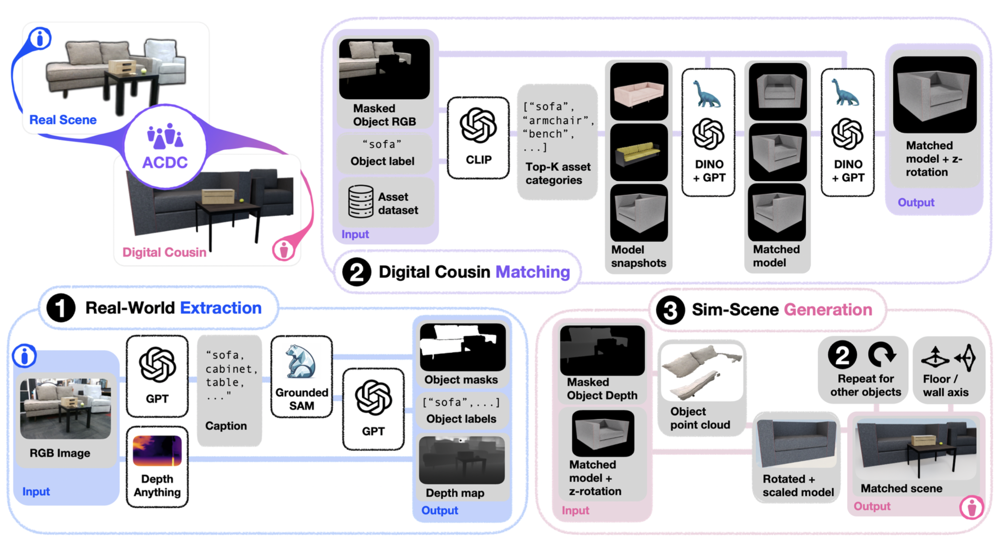 Real Scene
ACDC
Digital Cousin
Masked
Object RGB
“sofa”
Object label
Asset
dataset
Input
CLIP
[“sofa”,
“armchair”,
“bench”,
...]
Top-K asset
categories
Model
snapshots
DINO
+ GPT
Matched
model
DINO
+ GPT
Matched
model + z-
rotation
Output
2 Digital Cousin Matching
1 Real-World Extraction
RGB Image
Input
GPT
Depth
Anything
“sofa,
cabinet,
table,
..."
Caption
Grounded
SAM
GPT
Object masks
[“sofa”,...]
Object labels
Depth map
Output
3 Sim-Scene Generation
Masked
Object Depth
Matched
model +
z-rotation
Input
Object
point cloud
Rotated +
scaled model
2
Repeat for
other objects
Floor /
wall axis
Matched scene
Output